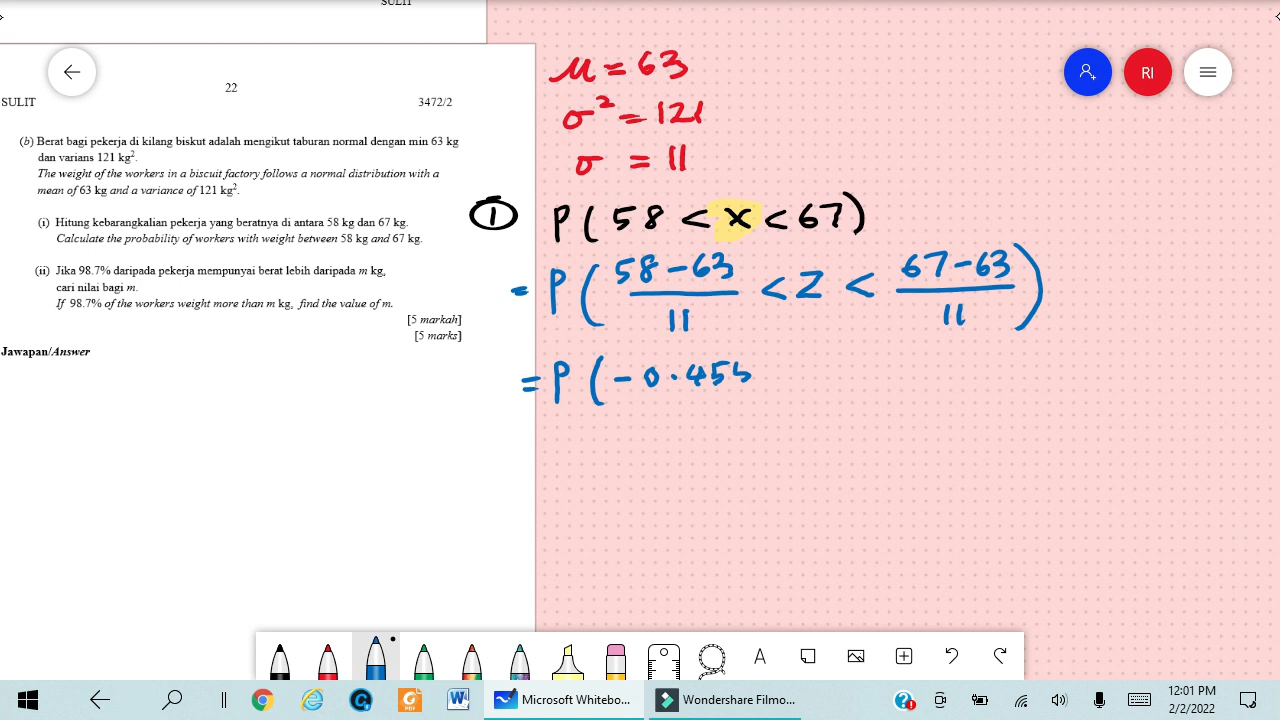 SULIT
22
SULIT 3472/2
(b) Berat bagi pekerja di kilang biskut adalah mengikut taburan normal dengan min 63 kg
dan varians 121 kg².
The weight of the workers in a biscuit factory follows a normal distribution with a
mean of 63 kg and a variance of 121 kg².
(i) Hitung kebarangkalian pekerja yang beratnya di antara 58 kg dan 67 kg.
Calculate the probability of workers with weight between 58 kg and 67 kg.
(ii) Jika 98.7% daripada pekerja mempunyai berat lebih daripada m kg,
cari nilai bagi m.
If 98.7% of the workers weight more than m kg, find the value of m.
[5 markah]
[5 marks]
Jawapan/Answer
μ = 63
σ² = 121
σ = 11
① P( 58 < x < 67)
= P( (58-63)/11 < Z < (67-63)/11 )
= P( -0.455
RI
A
Microsoft Whitebo...
Wondershare Filmo...
12:01 PM
2/2/2022